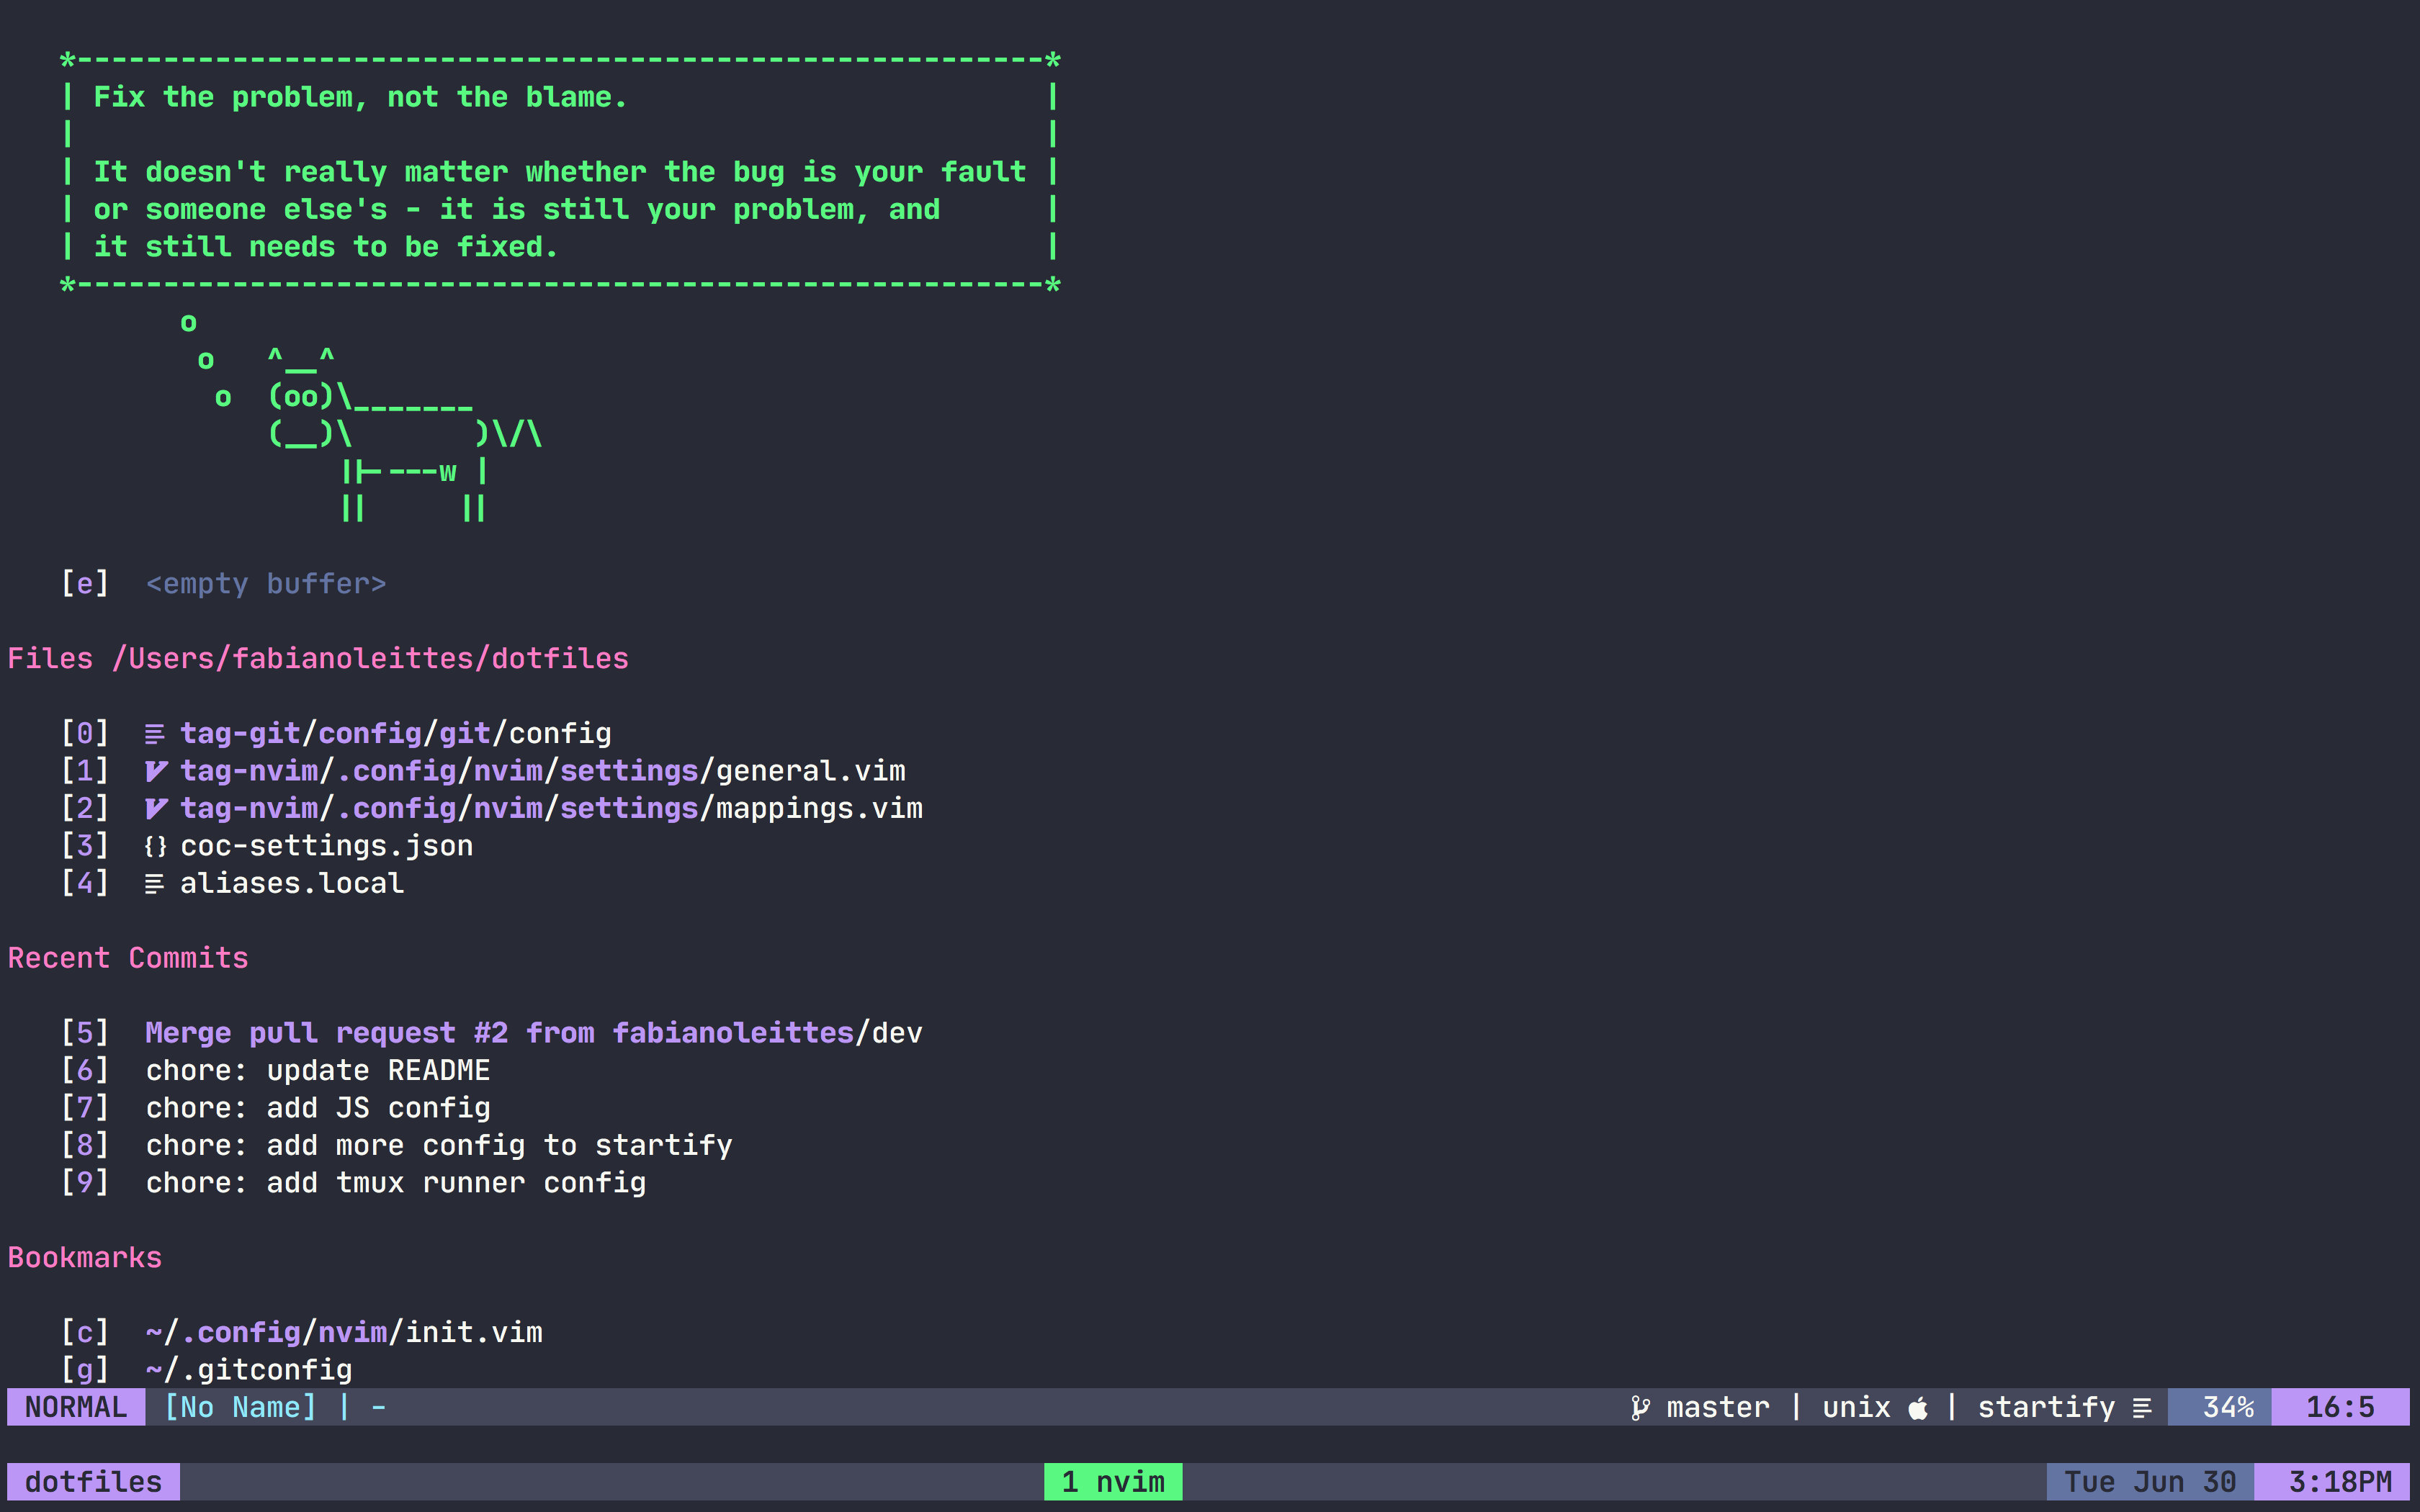 *--------------------------------------------------------*
| Fix the problem, not the blame.                        |
|                                                        |
| It doesn't really matter whether the bug is your fault |
| or someone else's - it is still your problem, and      |
| it still needs to be fixed.                            |
*--------------------------------------------------------*
       o
        o   ^__^
         o  (oo)\_______
            (__)\       )\/\
                ||----w |
                ||     ||
[e]  <empty buffer>
Files /Users/fabianoleittes/dotfiles
[0]  tag-git/config/git/config
[1]  tag-nvim/.config/nvim/settings/general.vim
[2]  tag-nvim/.config/nvim/settings/mappings.vim
[3]  {} coc-settings.json
[4]  aliases.local
Recent Commits
[5]  Merge pull request #2 from fabianoleittes/dev
[6]  chore: update README
[7]  chore: add JS config
[8]  chore: add more config to startify
[9]  chore: add tmux runner config
Bookmarks
[c]  ~/.config/nvim/init.vim
[g]  ~/.gitconfig
NORMAL [No Name] | - master | unix | startify 34% 16:5
dotfiles 1 nvim Tue Jun 30 3:18PM